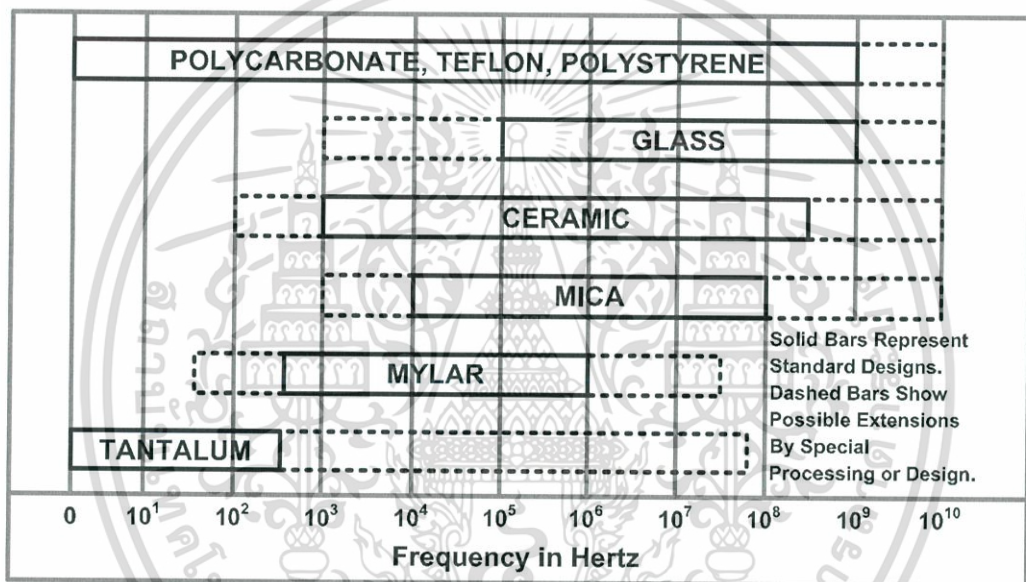 POLYCARBONATE, TEFLON, POLYSTYRENE
GLASS
CERAMIC
MICA
MYLAR
TANTALUM
Solid Bars Represent
Standard Designs.
Dashed Bars Show
Possible Extensions
By Special
Processing or Design.
0 10¹ 10² 10³ 10⁴ 10⁵ 10⁶ 10⁷ 10⁸ 10⁹ 10¹⁰
Frequency in Hertz